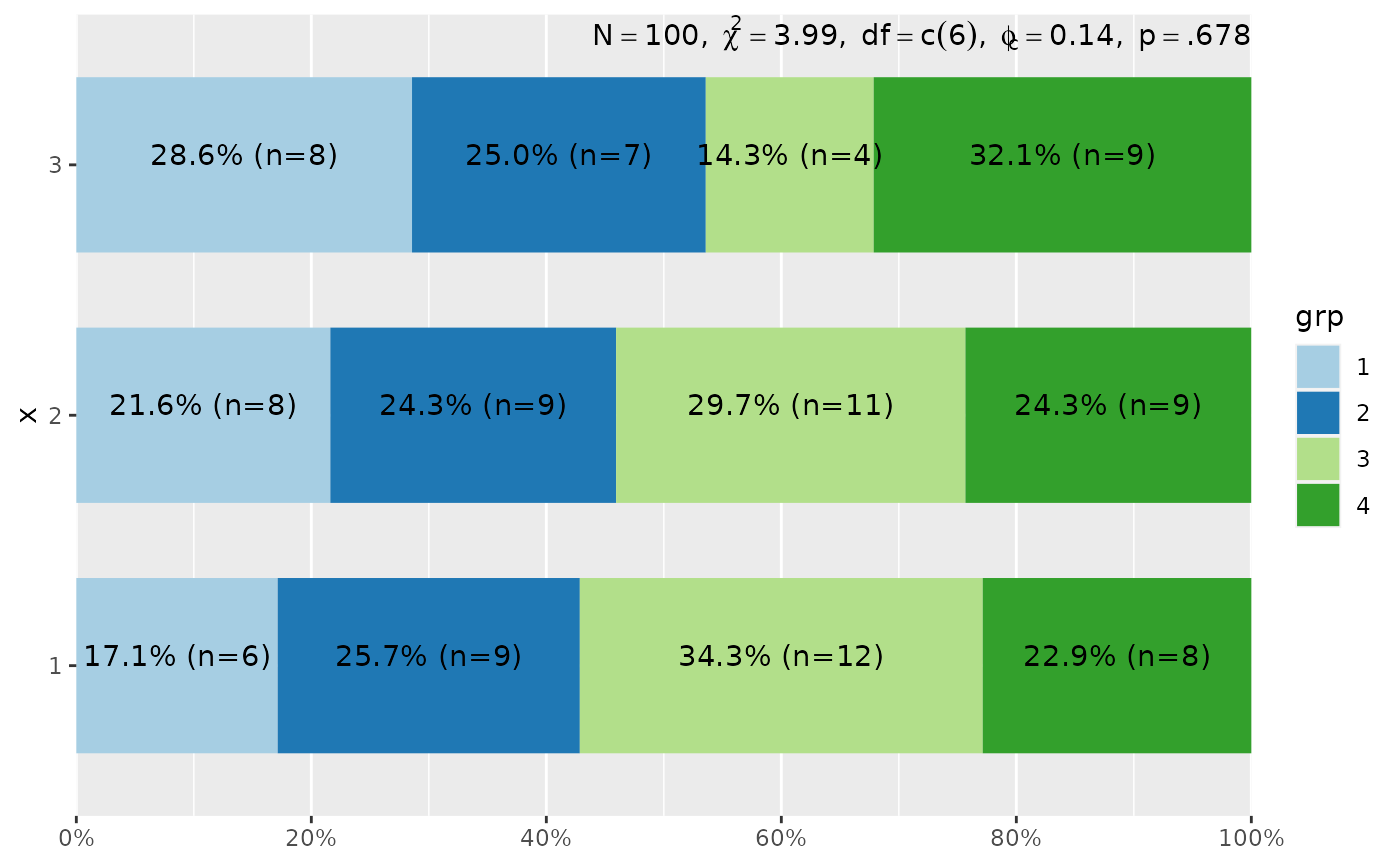 N = 100, χ² = 3.99, df = c(6), ϕc = 0.14, p = .678
3
28.6% (n=8) 25.0% (n=7) 14.3% (n=4) 32.1% (n=9)
grp
1
2
3
4
x
2
21.6% (n=8) 24.3% (n=9) 29.7% (n=11) 24.3% (n=9)
1
17.1% (n=6) 25.7% (n=9) 34.3% (n=12) 22.9% (n=8)
0% 20% 40% 60% 80% 100%